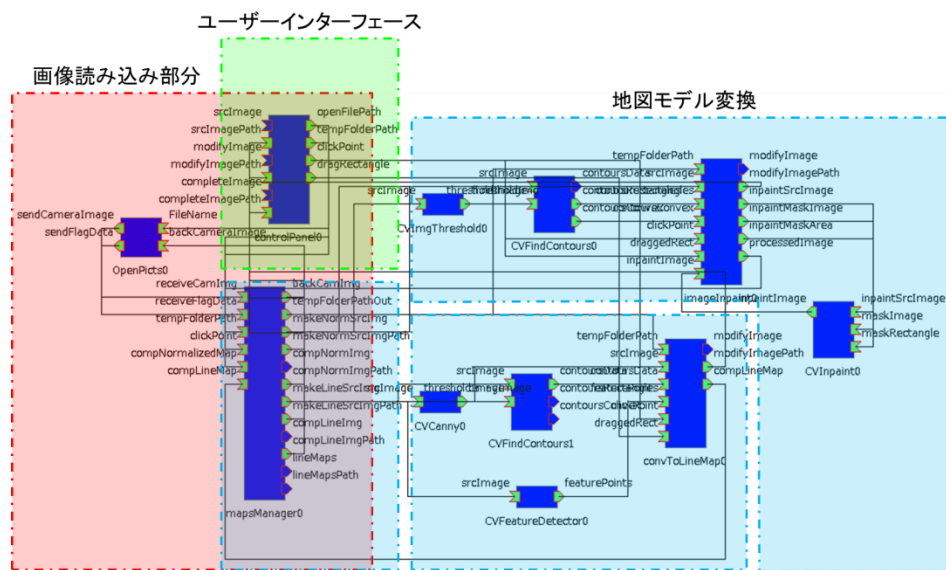 ユーザーインターフェース
画像読み込み部分
地図モデル変換
srcImage
srcImagePath
modifyImage
modifyImagePath
completeImage
completeImagePath
openFilePath
tempFolderPath
clickPoint
dragRectangle
controlPanel0
sendCameraImage
sendFlagData
FileName
backCameraImage
OpenPicts0
receiveCamImg
receiveFlagData
tempFolderPath
clickPoint
compNormalizedMap
compLineMap
backCamImg
tempFolderPathOut
makeNormSrcImg
makeNormSrcImgPath
compNormImg
compNormImgPath
makeLineSrcImg
makeLineSrcImgPath
compLineImg
compLineImgPath
lineMaps
lineMapsPath
mapsManager0
srcImage
CVImgThreshold0
srcImage
contoursData
CVFindContours0
tempFolderPath
srcImage
clickPoint
draggedRect
inpaintImage
modifyImage
modifyImagePath
inpaintSrcImage
inpaintMaskImage
inpaintMaskArea
processedImage
inpaintImage
inpaintSrcImage
maskImage
maskRectangle
CVInpaint0
CVCanny0
srcImage
CVFindContours1
tempFolderPath
srcImage
draggedRect
modifyImage
modifyImagePath
compLineMap
convToLineMap0
srcImage
featurePoints
CVFeatureDetector0